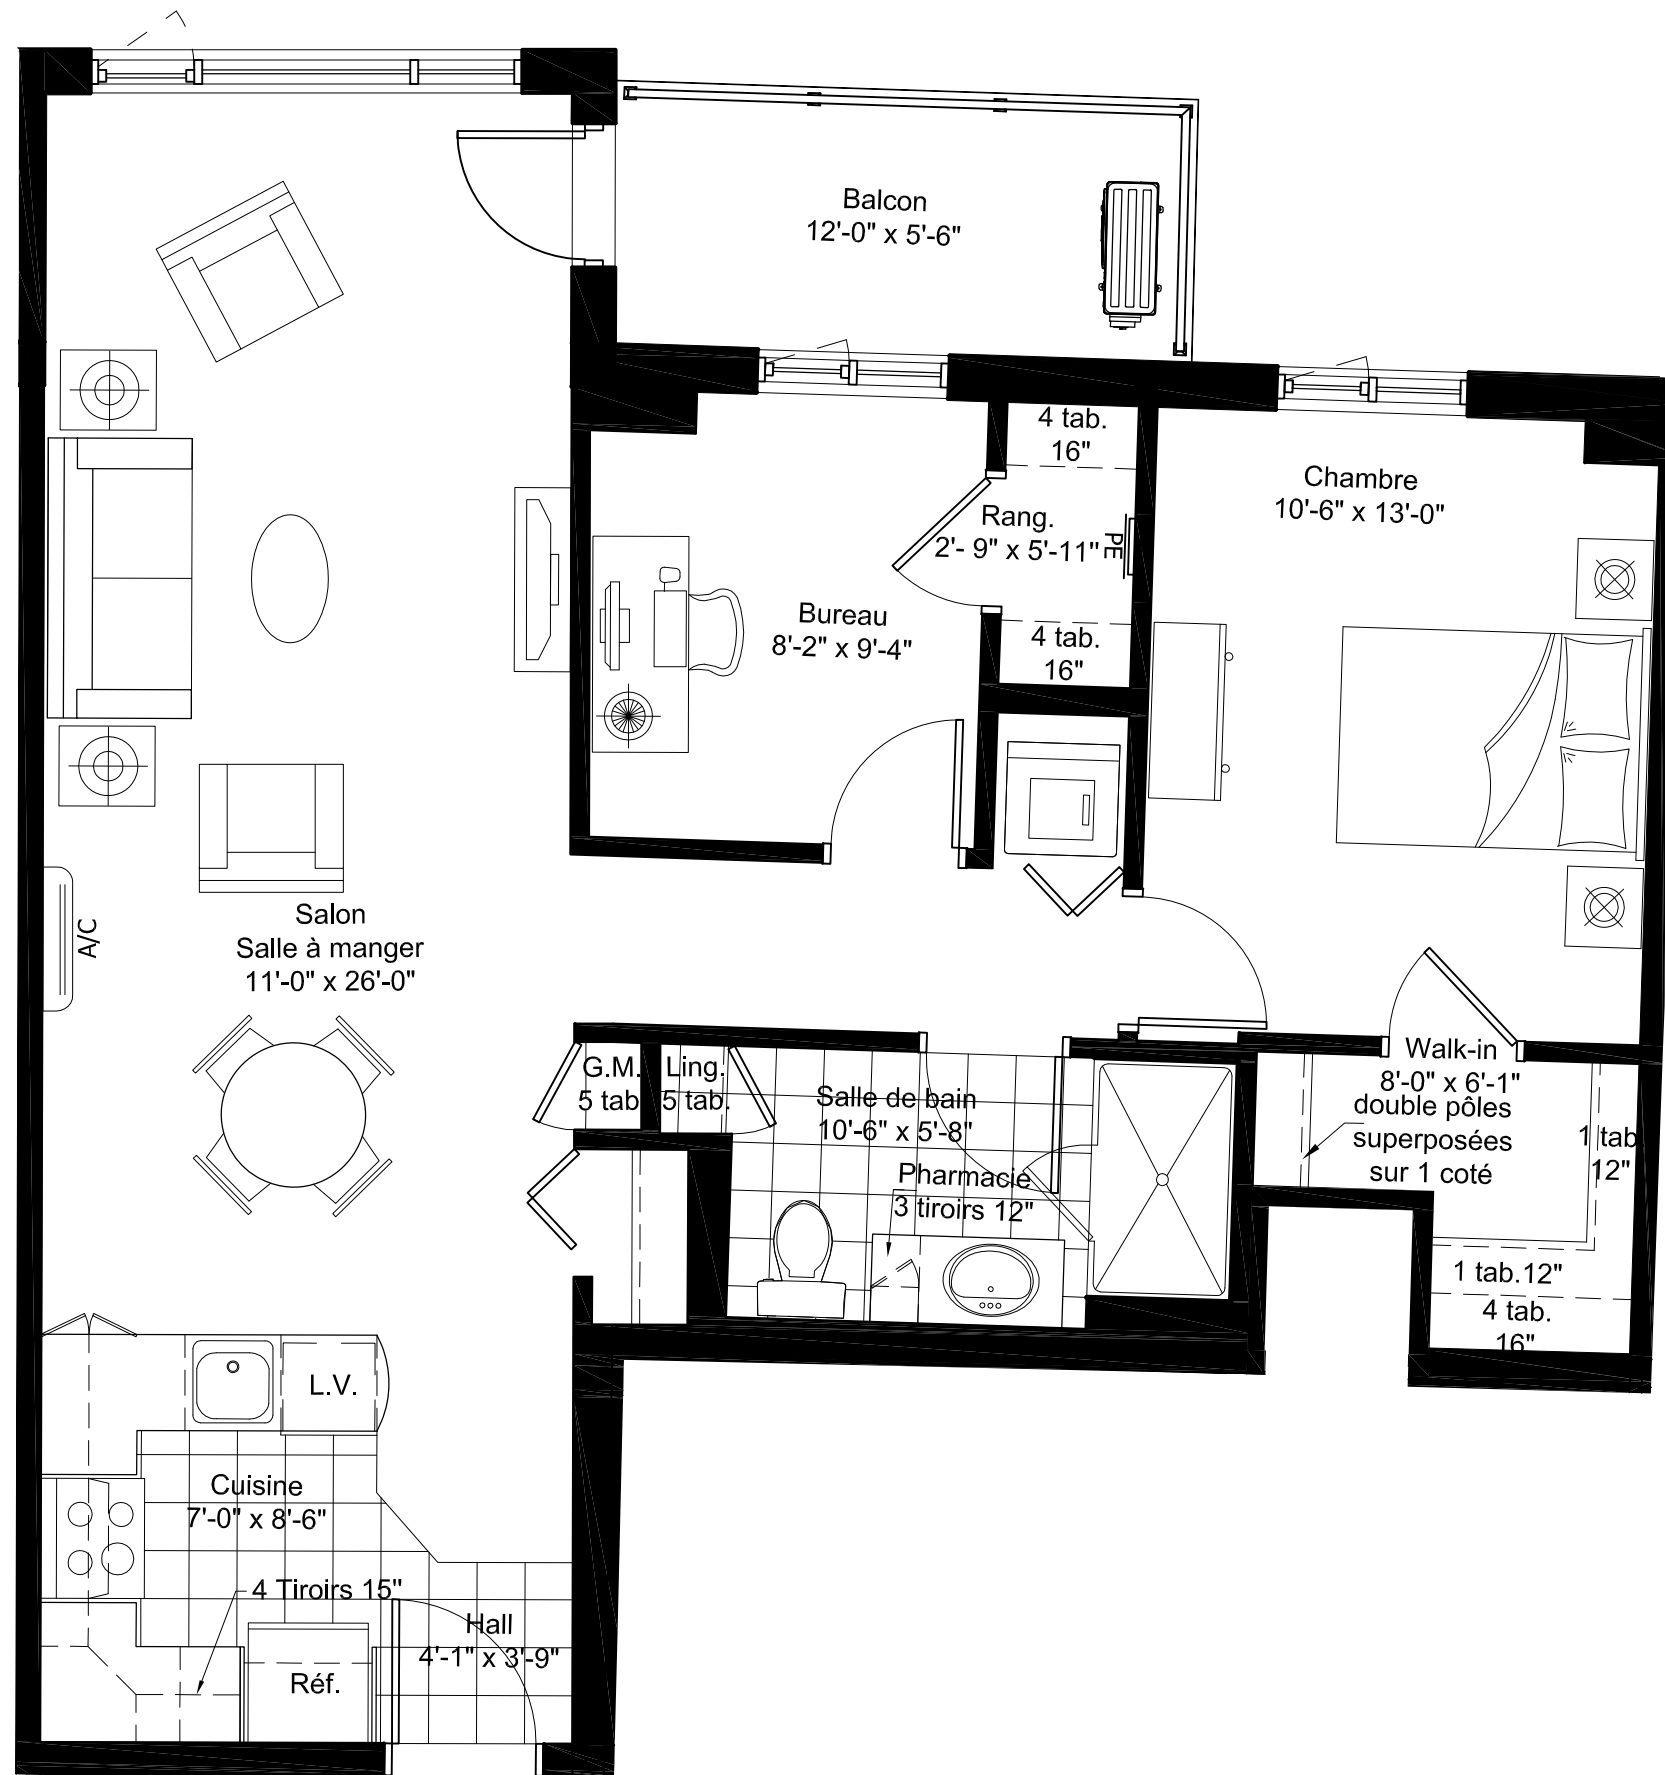 Balcon
12'-0" x 5'-6"
4 tab.
16"
Chambre
10'-6" x 13'-0"
Rang.
2'- 9" x 5'-11"
PE
Bureau
8'-2" x 9'-4"
4 tab.
16"
Salon
Salle à manger
11'-0" x 26'-0"
A/C
G.M.
5 tab
Ling.
5 tab.
Salle de bain
10'-6" x 5'-8"
Pharmacie
3 tiroirs 12"
Walk-in
8'-0" x 6'-1"
double pôles
superposées
sur 1 coté
1 tab
12"
1 tab.12"
4 tab.
16"
L.V.
Cuisine
7'-0" x 8'-6"
4 Tiroirs 15"
Hall
4'-1" x 3'-9"
Réf.